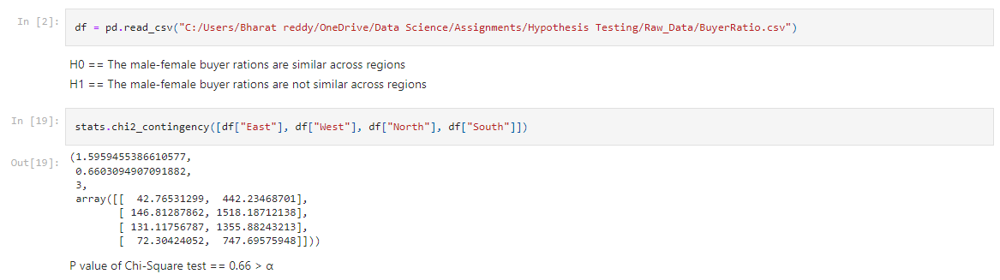 In [2]: df = pd.read_csv("C:/Users/Bharat reddy/OneDrive/Data Science/Assignments/Hypothesis Testing/Raw_Data/BuyerRatio.csv")
H0 == The male-female buyer rations are similar across regions
H1 == The male-female buyer rations are not similar across regions
In [19]: stats.chi2_contingency([df["East"], df["West"], df["North"], df["South"]])
Out[19]: (1.5959455386610577,
0.6603094907091882,
3,
array([[ 42.76531299, 442.23468701],
[ 146.81287862, 1518.18712138],
[ 131.11756787, 1355.88243213],
[ 72.30424052, 747.69575948]]))
P value of Chi-Square test == 0.66 > α